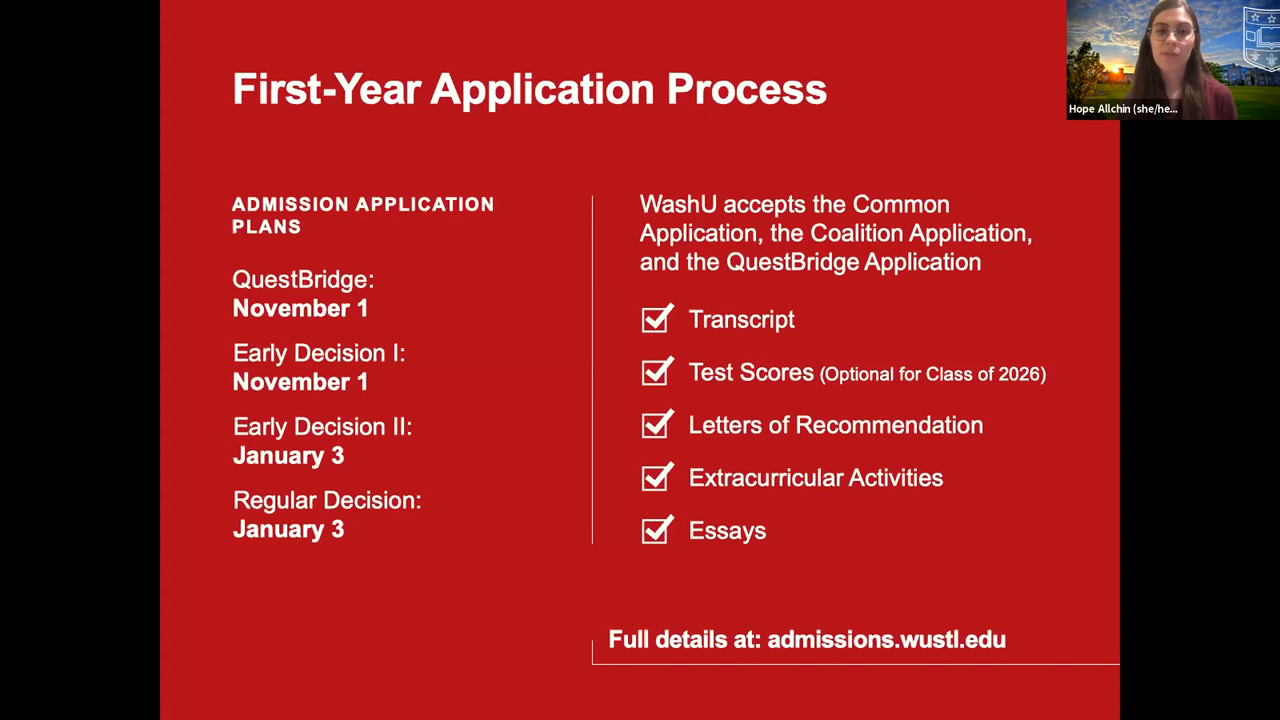 First-Year Application Process
Hope Allchin (she/he...
ADMISSION APPLICATION
PLANS
QuestBridge:
November 1
Early Decision I:
November 1
Early Decision II:
January 3
Regular Decision:
January 3
WashU accepts the Common
Application, the Coalition Application,
and the QuestBridge Application
Transcript
Test Scores (Optional for Class of 2026)
Letters of Recommendation
Extracurricular Activities
Essays
Full details at: admissions.wustl.edu